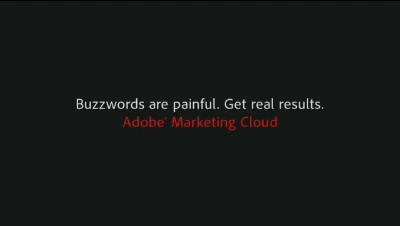 Buzzwords are painful. Get real results.
Adobe® Marketing Cloud